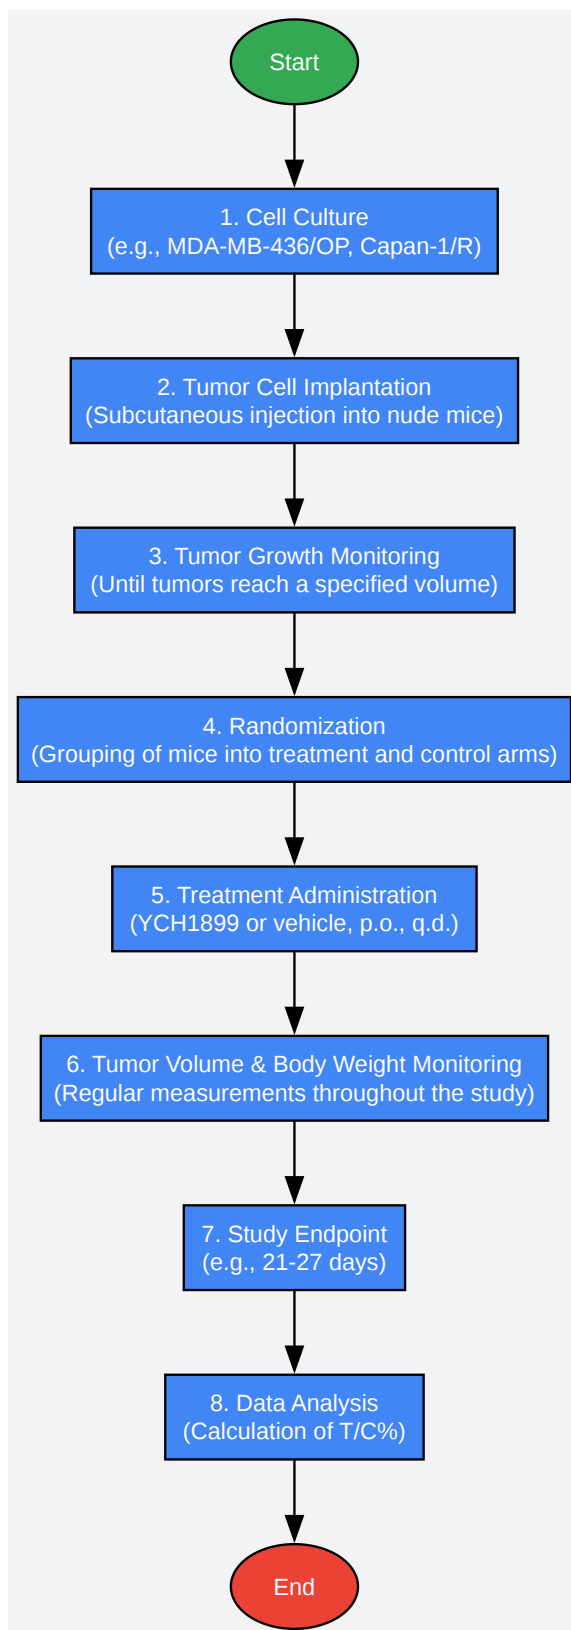 Start
1. Cell Culture
(e.g., MDA-MB-436/OP, Capan-1/R)
2. Tumor Cell Implantation
(Subcutaneous injection into nude mice)
3. Tumor Growth Monitoring
(Until tumors reach a specified volume)
4. Randomization
(Grouping of mice into treatment and control arms)
5. Treatment Administration
(YCH1899 or vehicle, p.o., q.d.)
6. Tumor Volume & Body Weight Monitoring
(Regular measurements throughout the study)
7. Study Endpoint
(e.g., 21-27 days)
8. Data Analysis
(Calculation of T/C%)
End